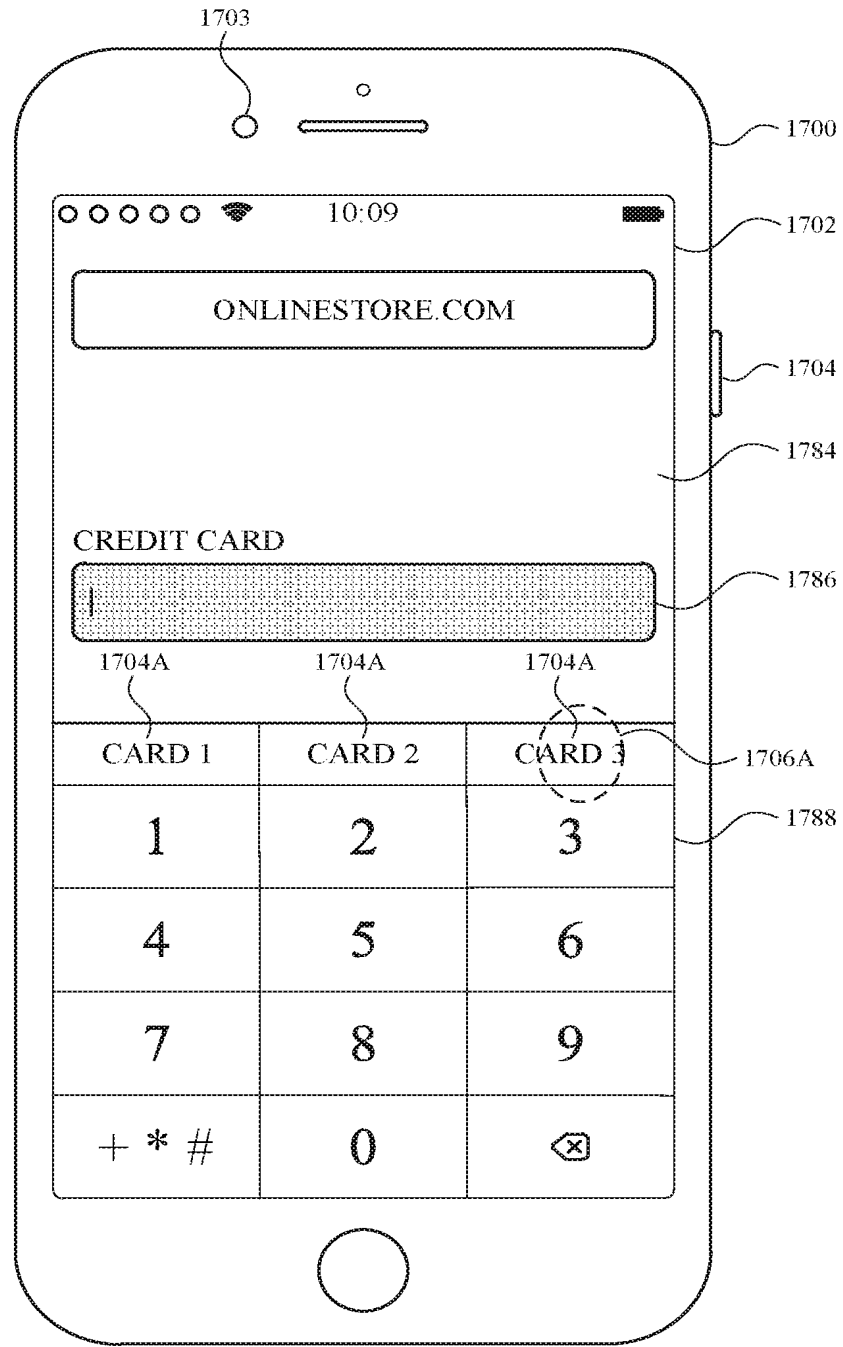 1703
1700
10:09
1702
ONLINESTORE.COM
1704
1784
CREDIT CARD
1786
1704A 1704A 1704A
CARD 1 CARD 2 CARD 3
1706A
1788
1 2 3
4 5 6
7 8 9
+ * # 0